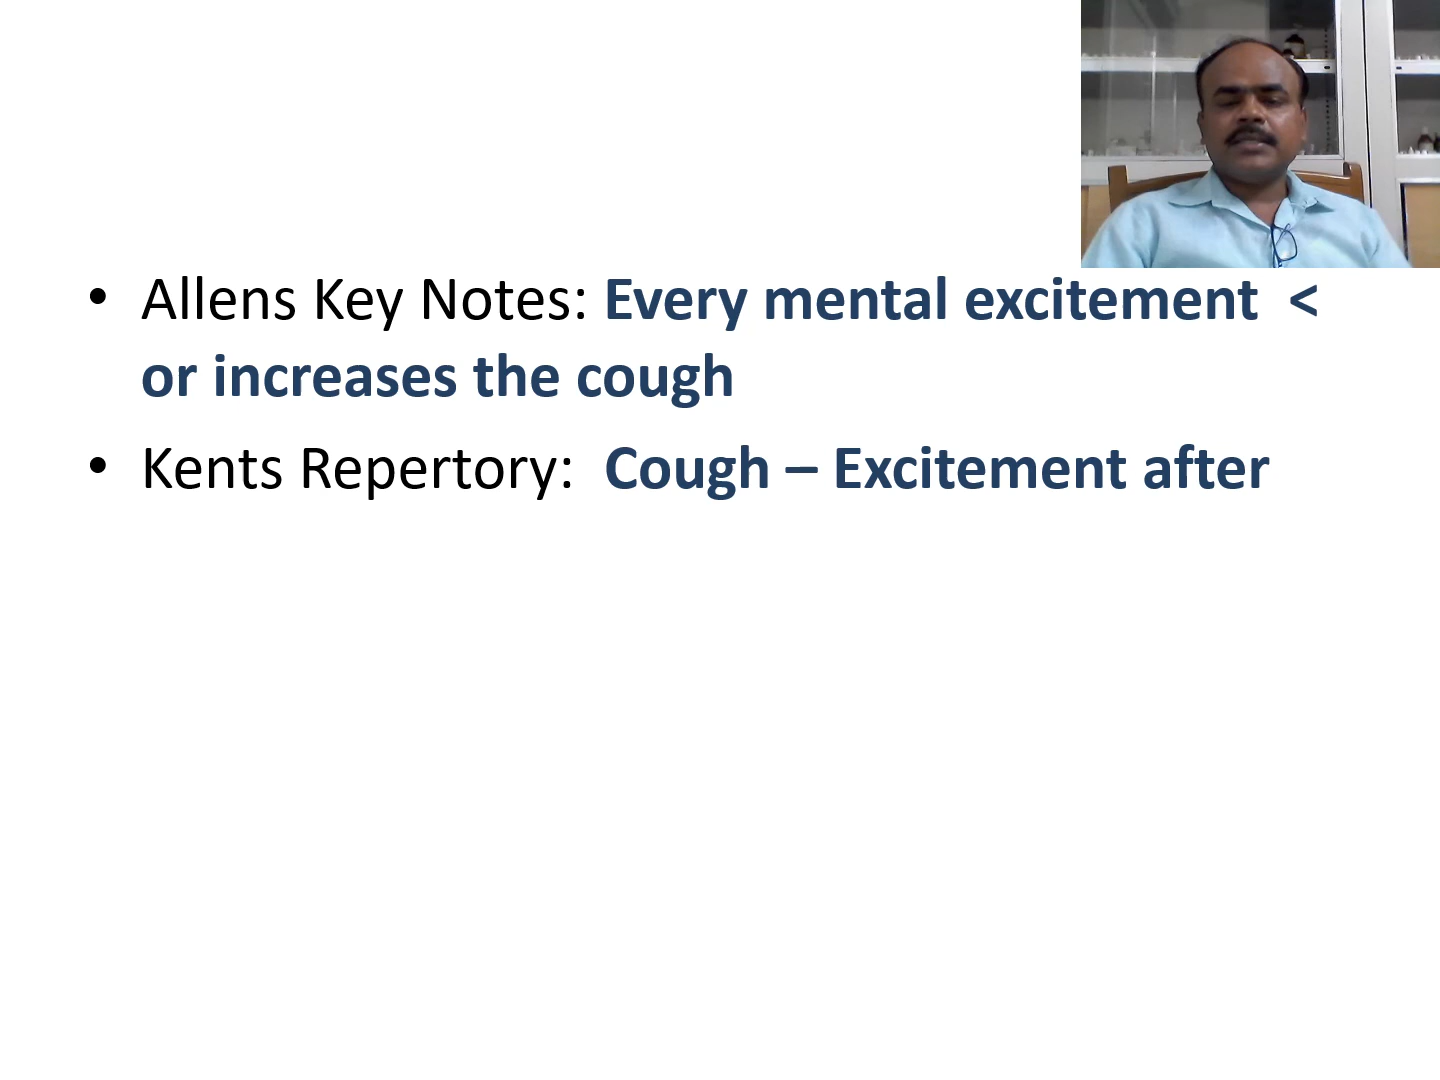 • Allens Key Notes: Every mental excitement  <
or increases the cough
• Kents Repertory:  Cough – Excitement after